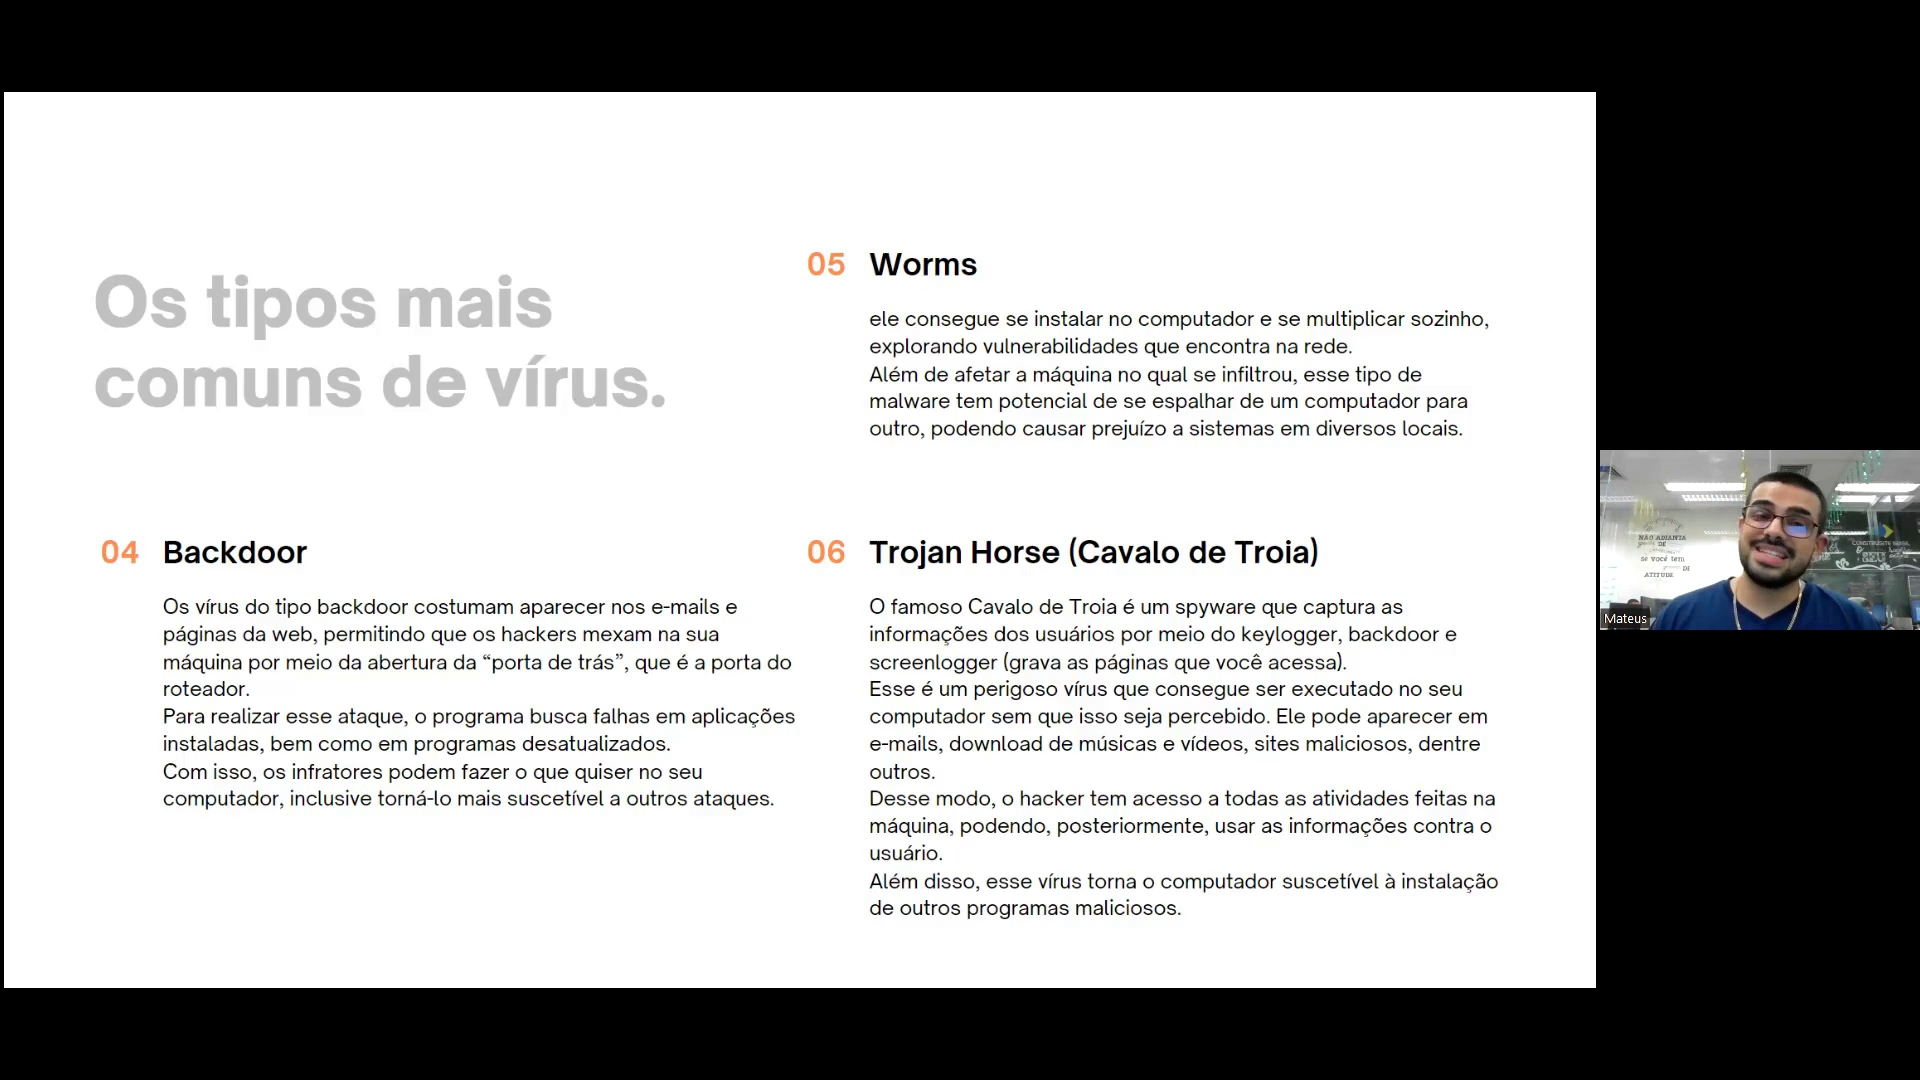 Os tipos mais
comuns de vírus.
04 Backdoor
Os vírus do tipo backdoor costumam aparecer nos e-mails e
páginas da web, permitindo que os hackers mexam na sua
máquina por meio da abertura da “porta de trás”, que é a porta do
roteador.
Para realizar esse ataque, o programa busca falhas em aplicações
instaladas, bem como em programas desatualizados.
Com isso, os infratores podem fazer o que quiser no seu
computador, inclusive torná-lo mais suscetível a outros ataques.
05 Worms
ele consegue se instalar no computador e se multiplicar sozinho,
explorando vulnerabilidades que encontra na rede.
Além de afetar a máquina no qual se infiltrou, esse tipo de
malware tem potencial de se espalhar de um computador para
outro, podendo causar prejuízo a sistemas em diversos locais.
06 Trojan Horse (Cavalo de Troia)
O famoso Cavalo de Troia é um spyware que captura as
informações dos usuários por meio do keylogger, backdoor e
screenlogger (grava as páginas que você acessa).
Esse é um perigoso vírus que consegue ser executado no seu
computador sem que isso seja percebido. Ele pode aparecer em
e-mails, download de músicas e vídeos, sites maliciosos, dentre
outros.
Desse modo, o hacker tem acesso a todas as atividades feitas na
máquina, podendo, posteriormente, usar as informações contra o
usuário.
Além disso, esse vírus torna o computador suscetível à instalação
de outros programas maliciosos.
NÃO ADIANTA
DE
se você tem
DE
ATITUDE
Mateus